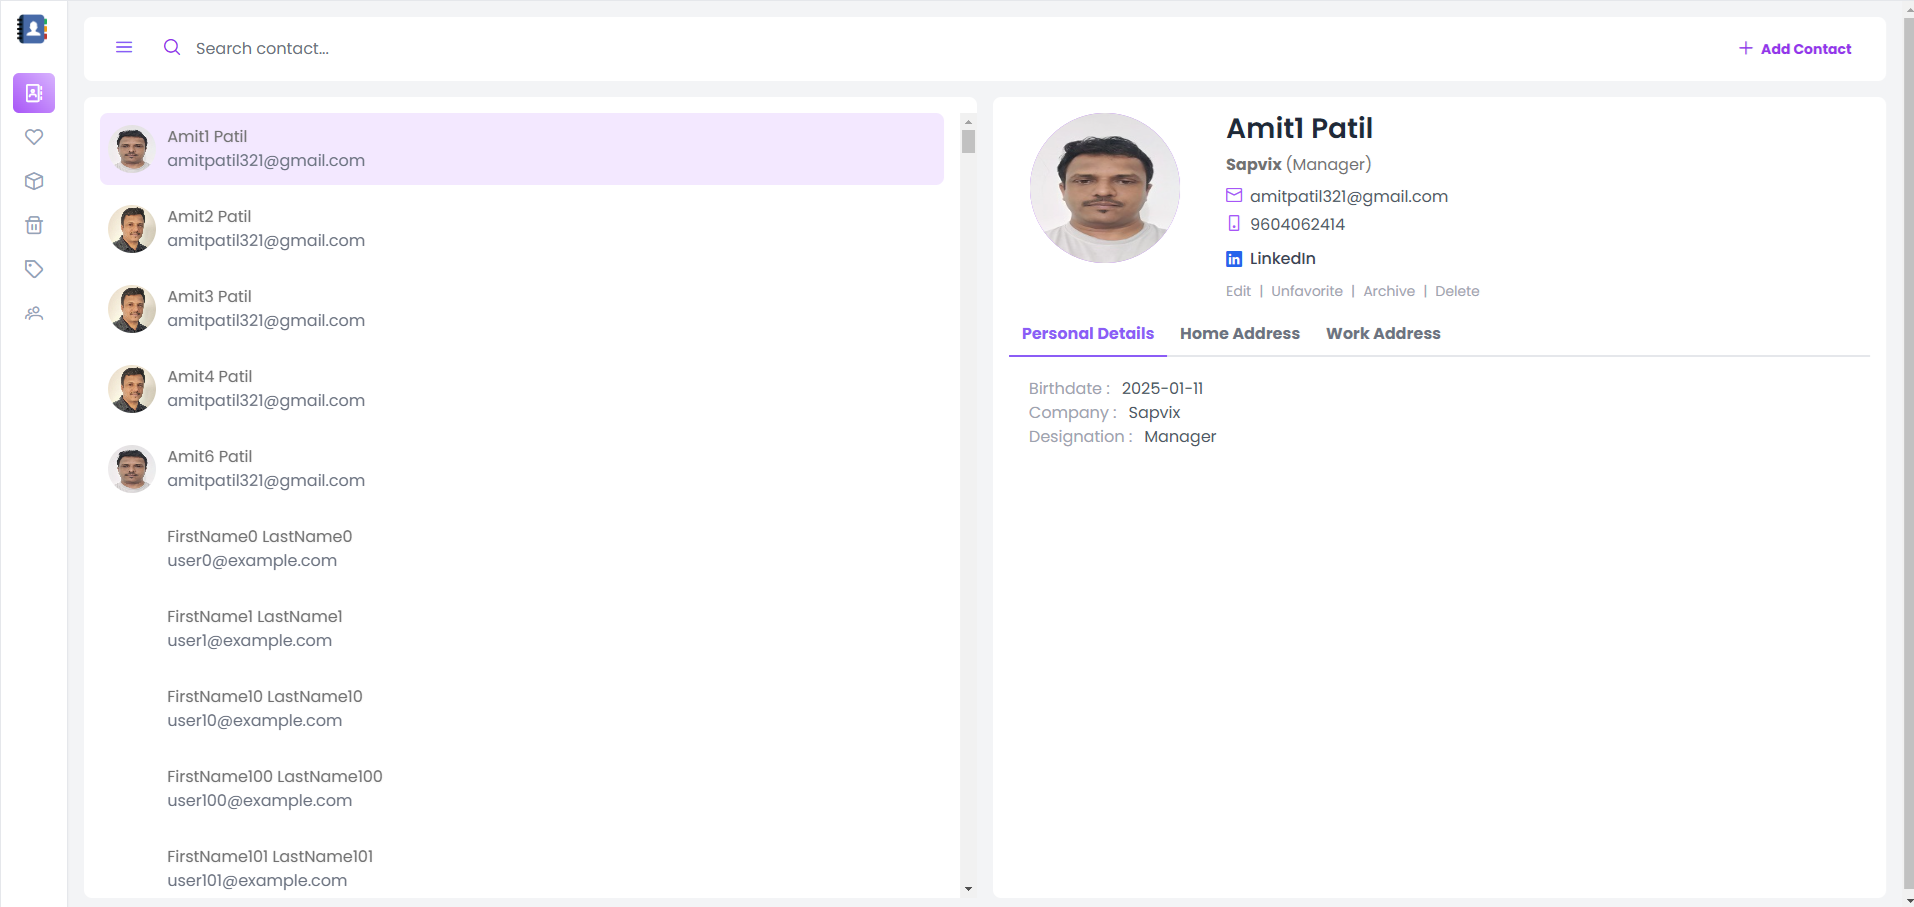 Search contact...
Add Contact
Amit1 Patil
amitpatil321@gmail.com
Amit2 Patil
amitpatil321@gmail.com
Amit3 Patil
amitpatil321@gmail.com
Amit4 Patil
amitpatil321@gmail.com
Amit6 Patil
amitpatil321@gmail.com
FirstName0 LastName0
user0@example.com
FirstName1 LastName1
user1@example.com
FirstName10 LastName10
user10@example.com
FirstName100 LastName100
user100@example.com
FirstName101 LastName101
user101@example.com
Amit1 Patil
Sapvix (Manager)
amitpatil321@gmail.com
9604062414
LinkedIn
Edit | Unfavorite | Archive | Delete
Personal Details Home Address Work Address
Birthdate : 2025-01-11
Company : Sapvix
Designation : Manager